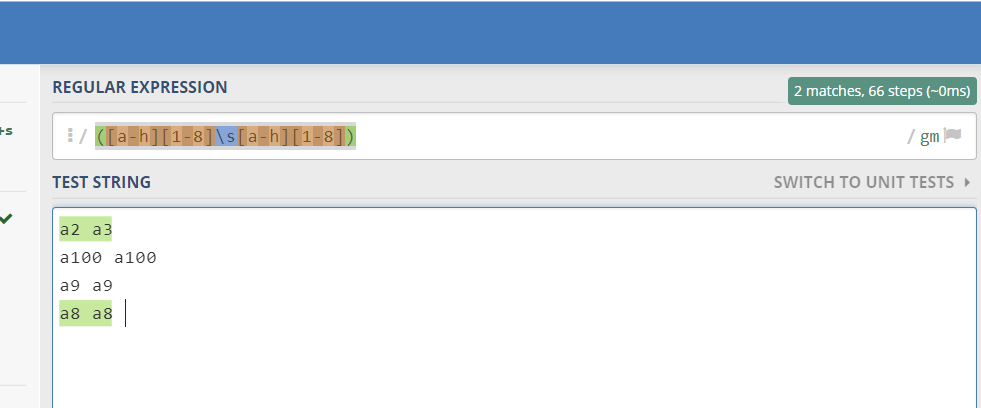 REGULAR EXPRESSION
2 matches, 66 steps (~0ms)
+s
/ ([a-h][1-8]\s[a-h][1-8]) / gm
TEST STRING
SWITCH TO UNIT TESTS
a2 a3
a100 a100
a9 a9
a8 a8